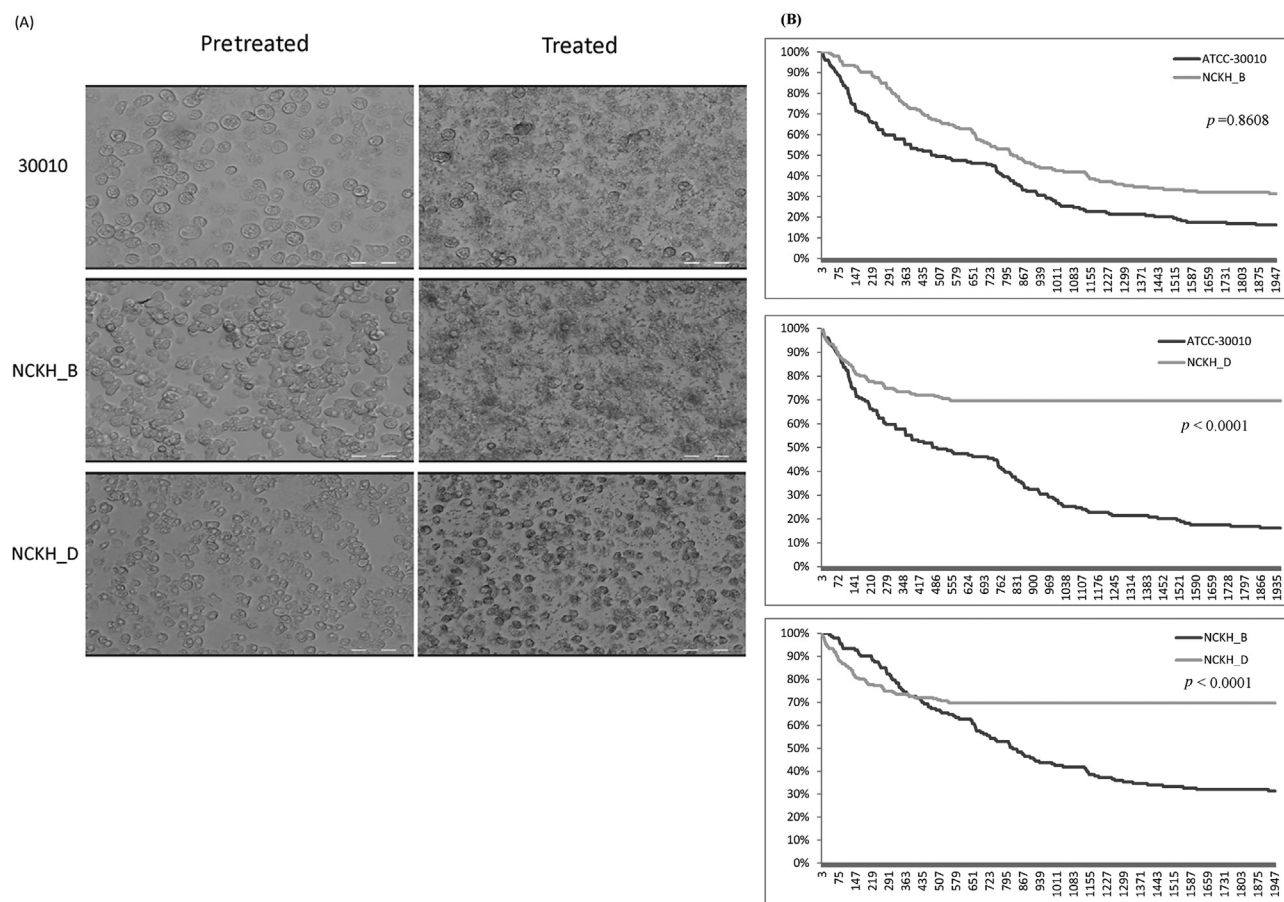 (A)
Pretreated
Treated
30010
NCKH_B
NCKH_D
(B)
100%
90%
80%
70%
60%
50%
40%
30%
20%
10%
0%
ATCC-30010
NCKH_B
p =0.8608
3 75 147 219 291 363 435 507 579 651 723 795 867 939 1011 1083 1155 1227 1299 1371 1443 1515 1587 1659 1731 1803 1875 1947
100%
90%
80%
70%
60%
50%
40%
30%
20%
10%
0%
ATCC-30010
NCKH_D
p < 0.0001
3 72 141 210 279 348 417 486 555 624 693 762 831 900 969 1038 1107 1176 1245 1314 1383 1452 1521 1590 1659 1728 1797 1866 1935
100%
90%
80%
70%
60%
50%
40%
30%
20%
10%
0%
NCKH_B
NCKH_D
p < 0.0001
3 75 147 219 291 363 435 507 579 651 723 795 867 939 1011 1083 1155 1227 1299 1371 1443 1515 1587 1659 1731 1803 1875 1947